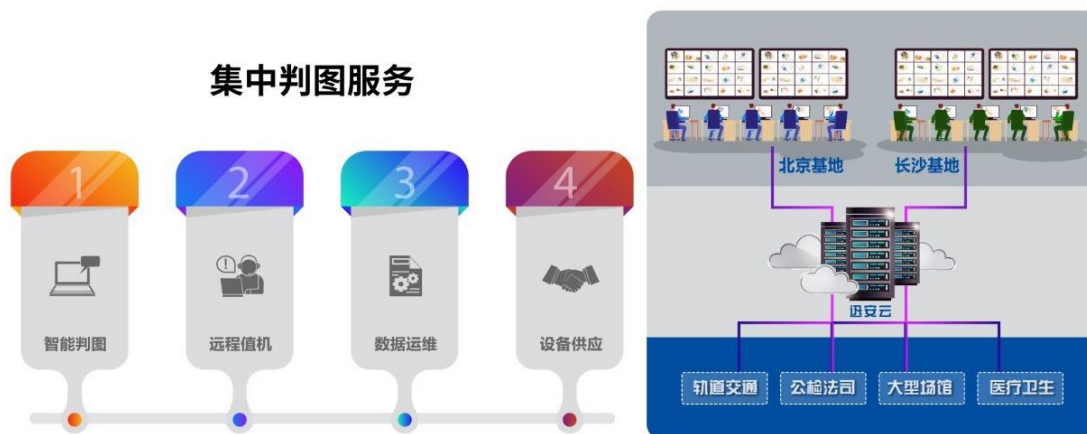 集中判图服务
1
2
3
4
智能判图
远程值机
数据运维
设备供应
北京基地
长沙基地
迅安云
轨道交通
公检法司
大型场馆
医疗卫生